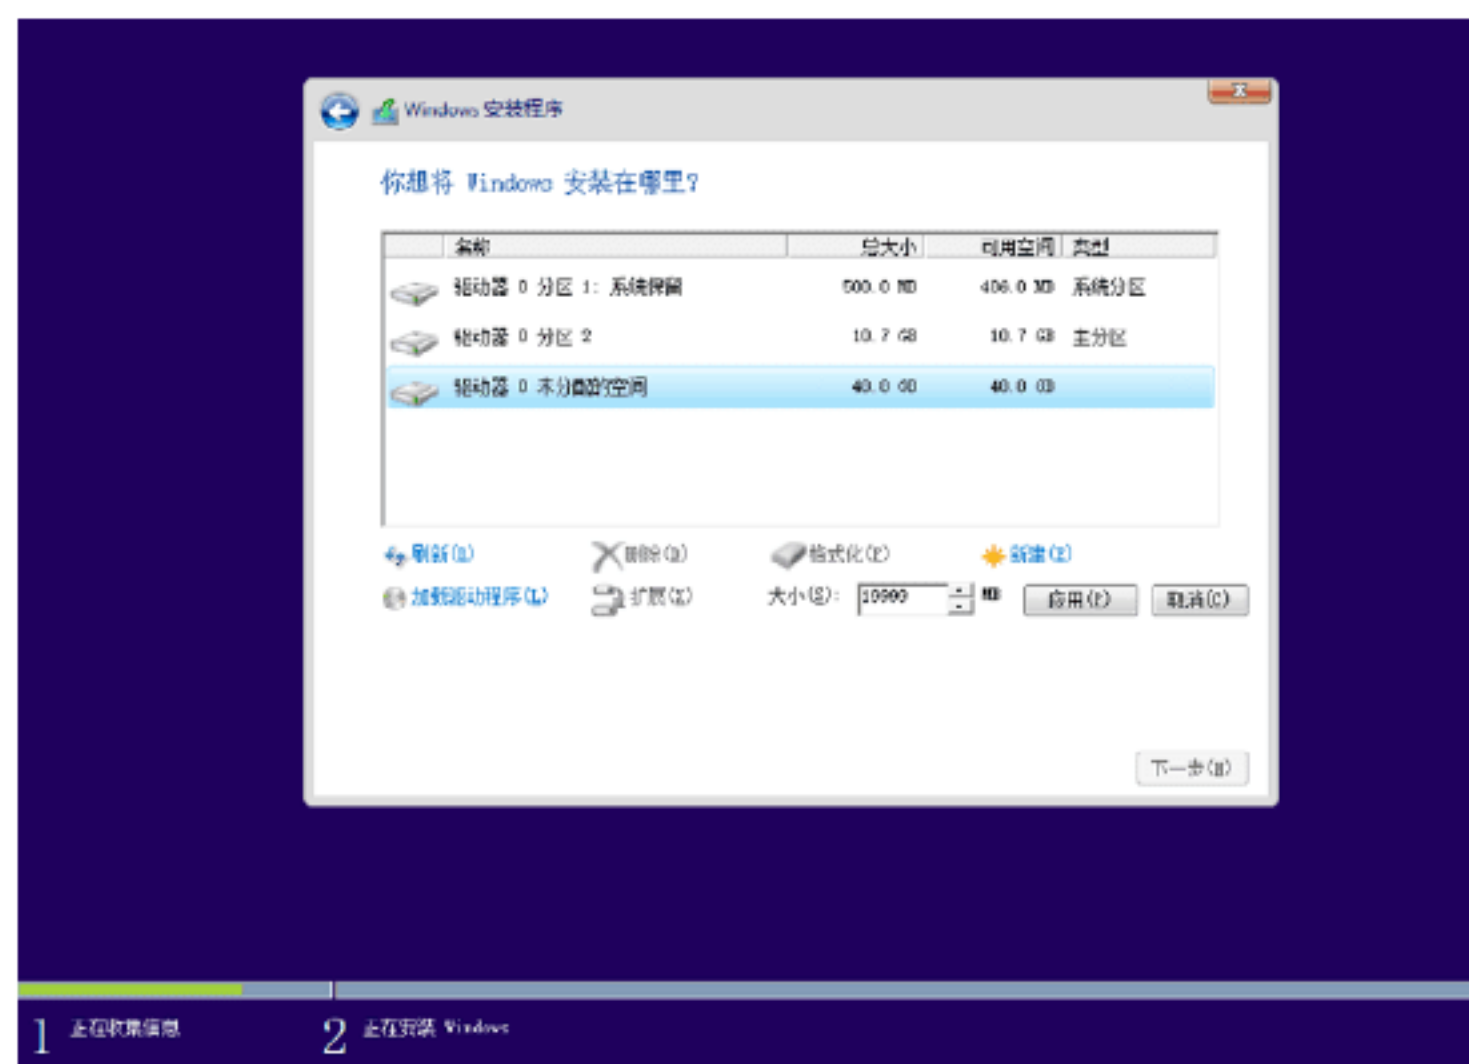 Windows 安装程序
你想将 Windows 安装在哪里?
名称 总大小 可用空间 类型
驱动器 0 分区 1: 系统保留 500.0 MB 406.0 MB 系统分区
驱动器 0 分区 2 10.7 GB 10.7 GB 主分区
驱动器 0 未分配的空间 40.0 GB 40.0 GB
刷新(R) 删除(D) 格式化(F) 新建(E)
加载驱动程序(L) 扩展(X) 大小(S): MB 应用(P) 取消(C)
下一步(N)
1 正在收集信息 2 正在安装 Windows